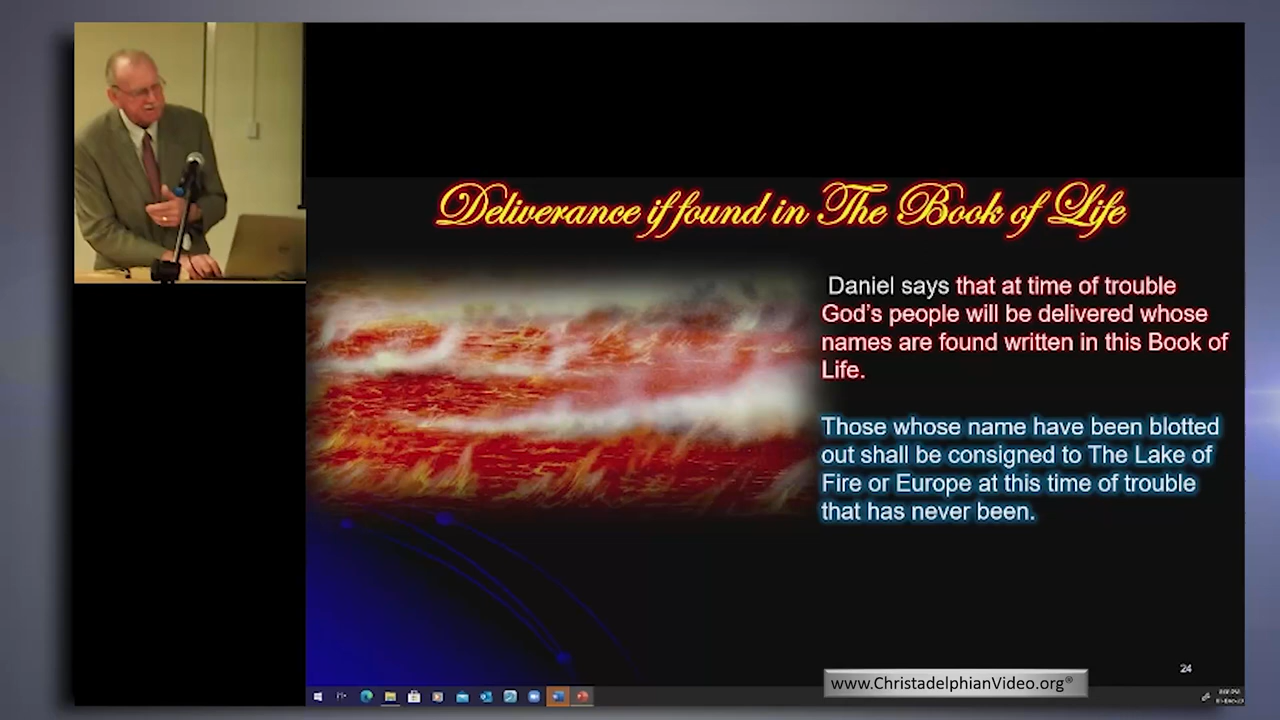 Deliverance if found in The Book of Life
Daniel says that at time of trouble
God's people will be delivered whose
names are found written in this Book of
Life.
Those whose name have been blotted
out shall be consigned to The Lake of
Fire or Europe at this time of trouble
that has never been.
24
www.ChristadelphianVideo.org®